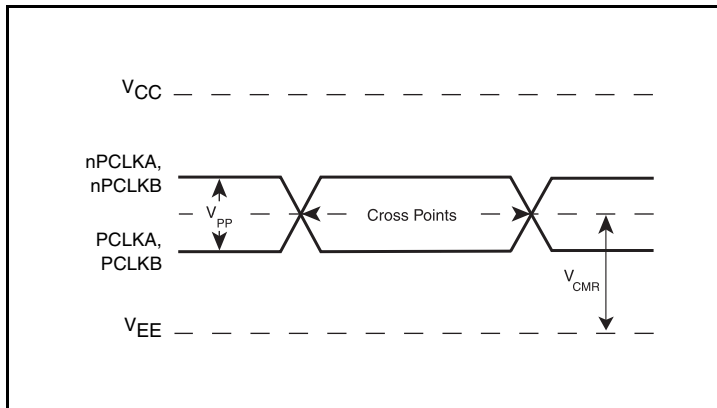 VCC
nPCLKA,
nPCLKB
VPP
Cross Points
PCLKA,
PCLKB
VCMR
VEE